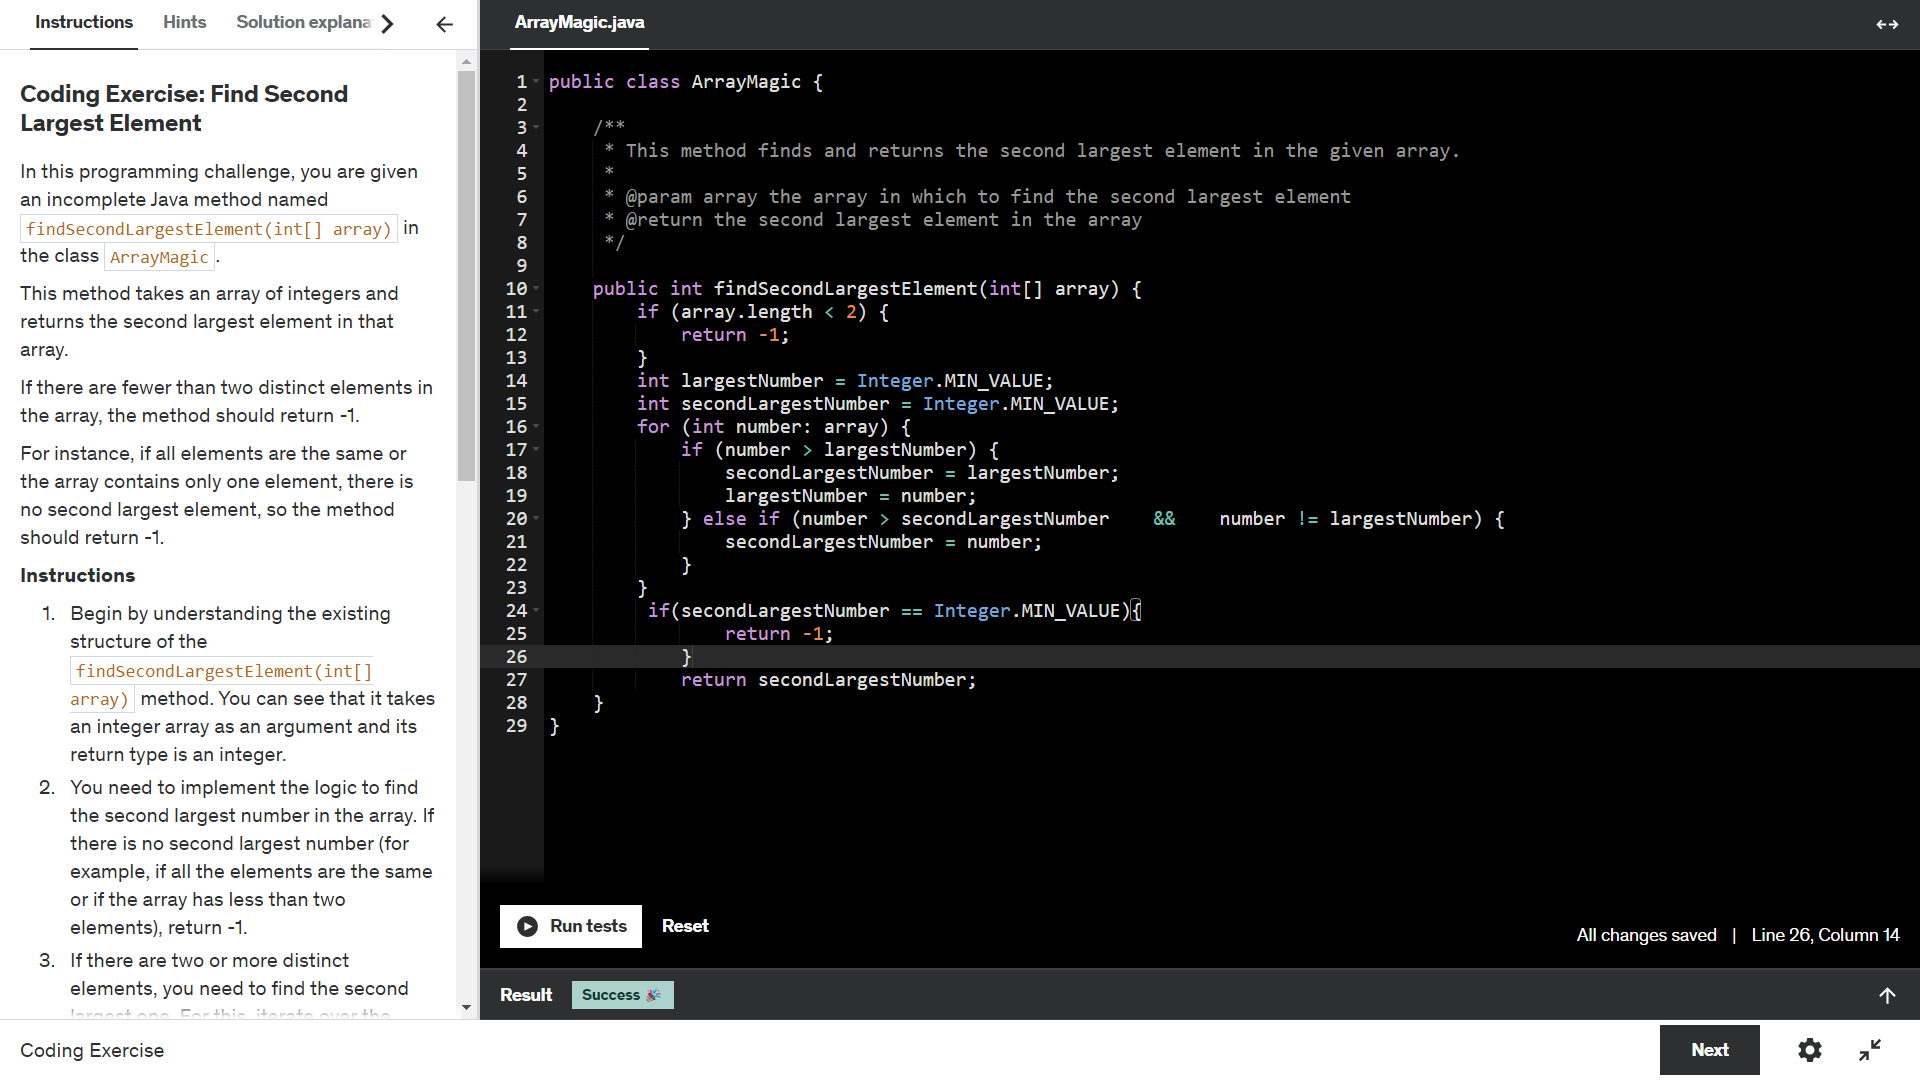 Instructions
Hints
Solution explana
Coding Exercise: Find Second
Largest Element
In this programming challenge, you are given
an incomplete Java method named
findSecondLargestElement(int[] array) in
the class ArrayMagic .
This method takes an array of integers and
returns the second largest element in that
array.
If there are fewer than two distinct elements in
the array, the method should return -1.
For instance, if all elements are the same or
the array contains only one element, there is
no second largest element, so the method
should return -1.
Instructions
1. Begin by understanding the existing
structure of the
findSecondLargestElement(int[]
array) method. You can see that it takes
an integer array as an argument and its
return type is an integer.
2. You need to implement the logic to find
the second largest number in the array. If
there is no second largest number (for
example, if all the elements are the same
or if the array has less than two
elements), return -1.
3. If there are two or more distinct
elements, you need to find the second
largest one. For this, iterate over the
ArrayMagic.java
1 public class ArrayMagic {
2
3 /**
4 * This method finds and returns the second largest element in the given array.
5 *
6 * @param array the array in which to find the second largest element
7 * @return the second largest element in the array
8 */
9
10 public int findSecondLargestElement(int[] array) {
11 if (array.length < 2) {
12 return -1;
13 }
14 int largestNumber = Integer.MIN_VALUE;
15 int secondLargestNumber = Integer.MIN_VALUE;
16 for (int number: array) {
17 if (number > largestNumber) {
18 secondLargestNumber = largestNumber;
19 largestNumber = number;
20 } else if (number > secondLargestNumber && number != largestNumber) {
21 secondLargestNumber = number;
22 }
23 }
24 if(secondLargestNumber == Integer.MIN_VALUE){
25 return -1;
26 }
27 return secondLargestNumber;
28 }
29 }
Run tests
Reset
All changes saved | Line 26, Column 14
Result
Success 🎉
Coding Exercise
Next